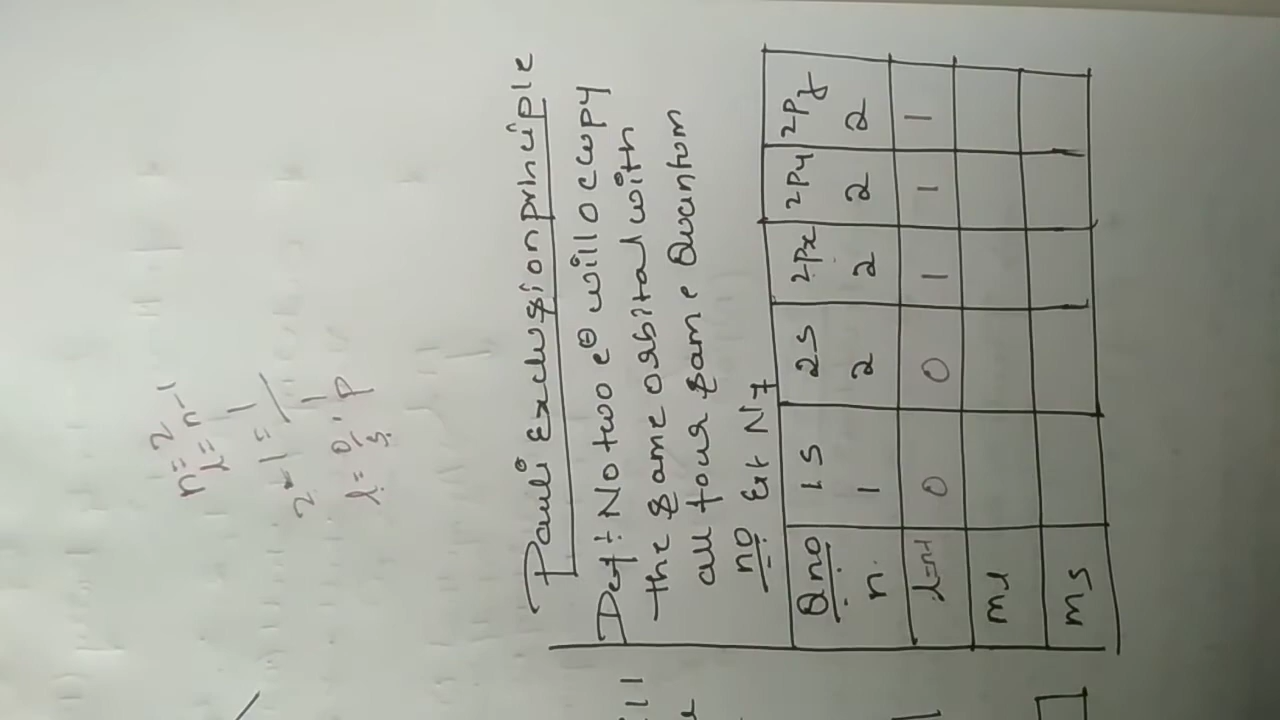 n=2
l=n-1
2-1=1
l=0,1
s, p
Pauli Exclusion principle
Def:- No two e⊖ will occupy
the same orbital with
all four same Quantum
no Ex:- N7
Q no 1S 2S 2Px 2Py 2Pz
n. 1 2 2 2 2
l=n-1 0 0 1 1 1
ml
ms